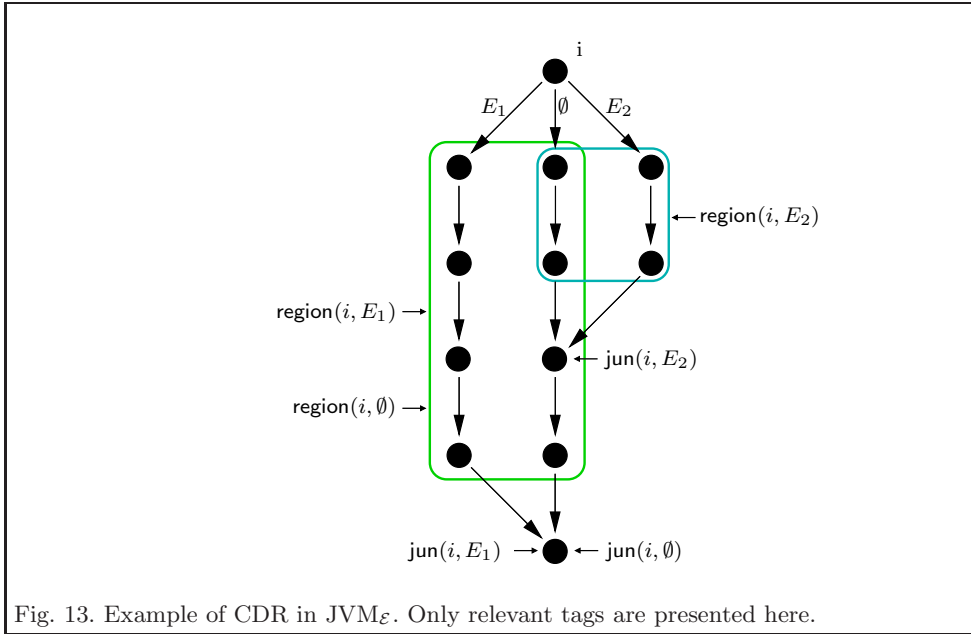 i
E₁ ∅ E₂
region(i, E₂)
region(i, E₁)
jun(i, E₂)
region(i, ∅)
jun(i, E₁) jun(i, ∅)
Fig. 13. Example of CDR in JVM_ℰ. Only relevant tags are presented here.